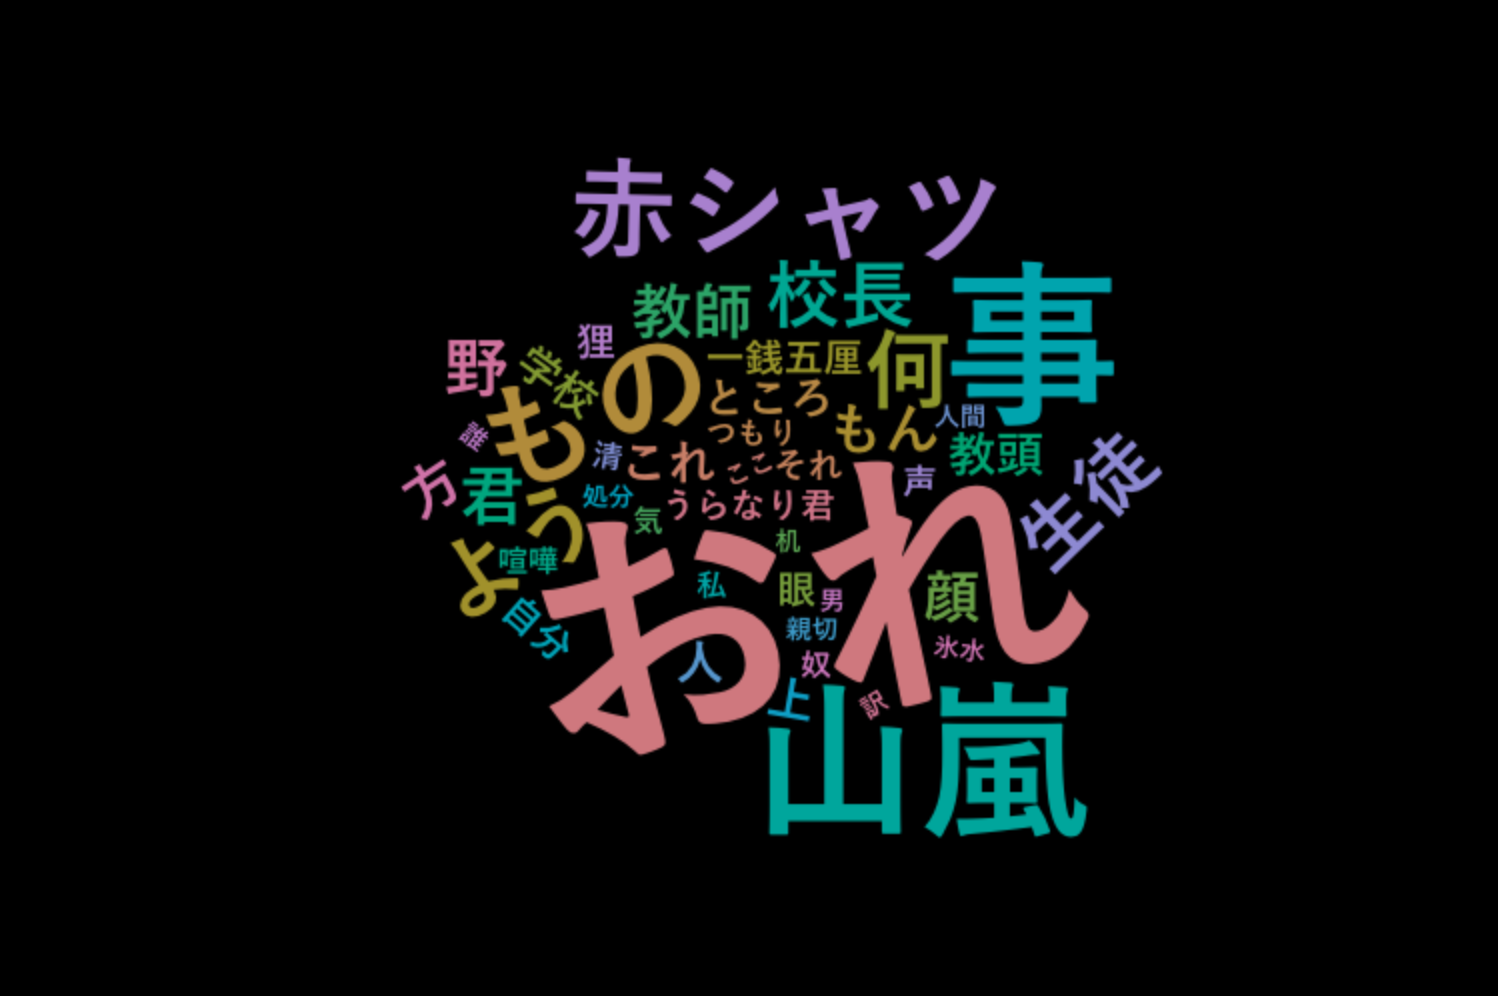 赤シャツ
校長
事
教師
狸
野
学校
の
一銭五厘
何
ところ
もん
人間
もの
誰
つもり
清
これ
ここ
それ
教頭
方
君
処分
うらなり君
声
生徒
気
よう
喧嘩
おれ
机
私
眼
男
顔
自分
親切
氷水
人
奴
上
訳
山嵐